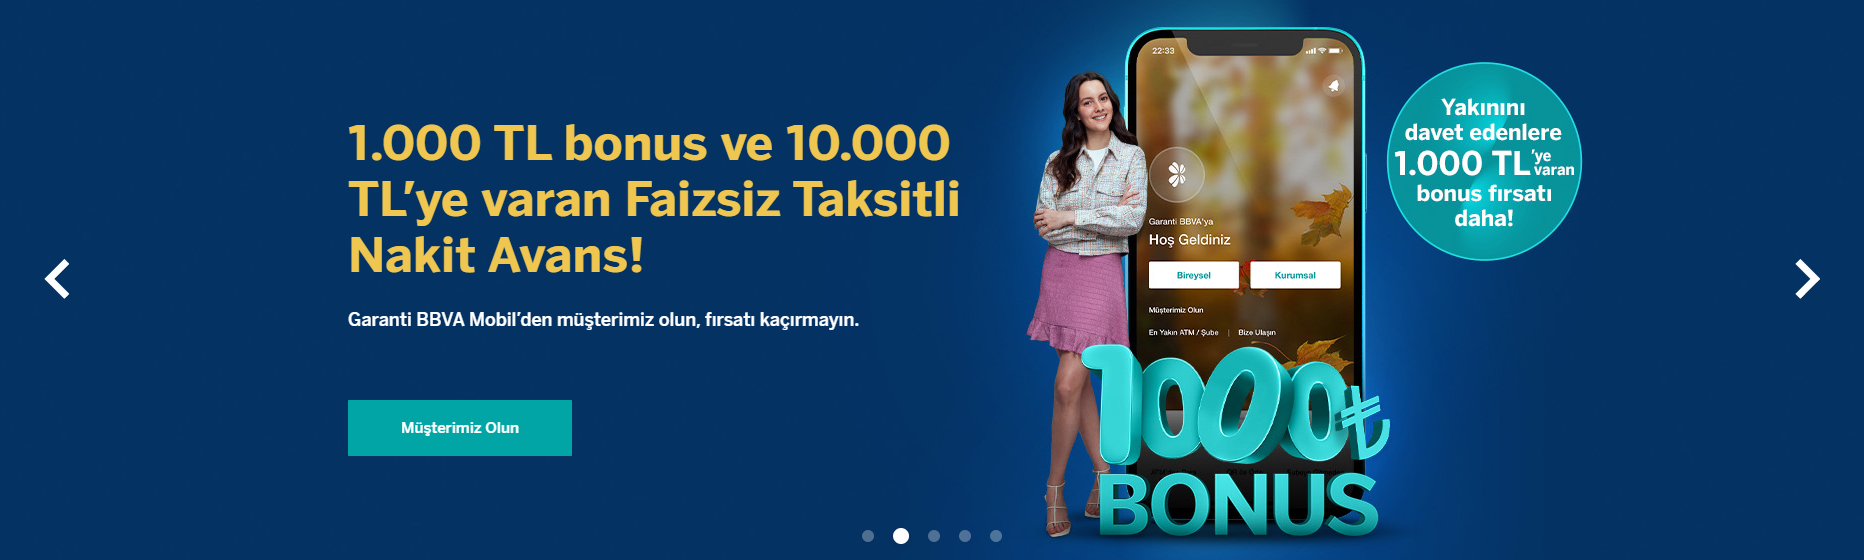 1.000 TL bonus ve 10.000
TL'ye varan Faizsiz Taksitli
Nakit Avans!
Garanti BBVA Mobil'den müşterimiz olun, fırsatı kaçırmayın.
Müşterimiz Olun
22:33
Garanti BBVA'ya
Hoş Geldiniz
Bireysel
Kurumsal
Müşterimiz Olun
En Yakın ATM / Şube | Bize Ulaşın
1000₺
BONUS
Yakınını
davet edenlere
1.000 TL'ye varan
bonus fırsatı
daha!